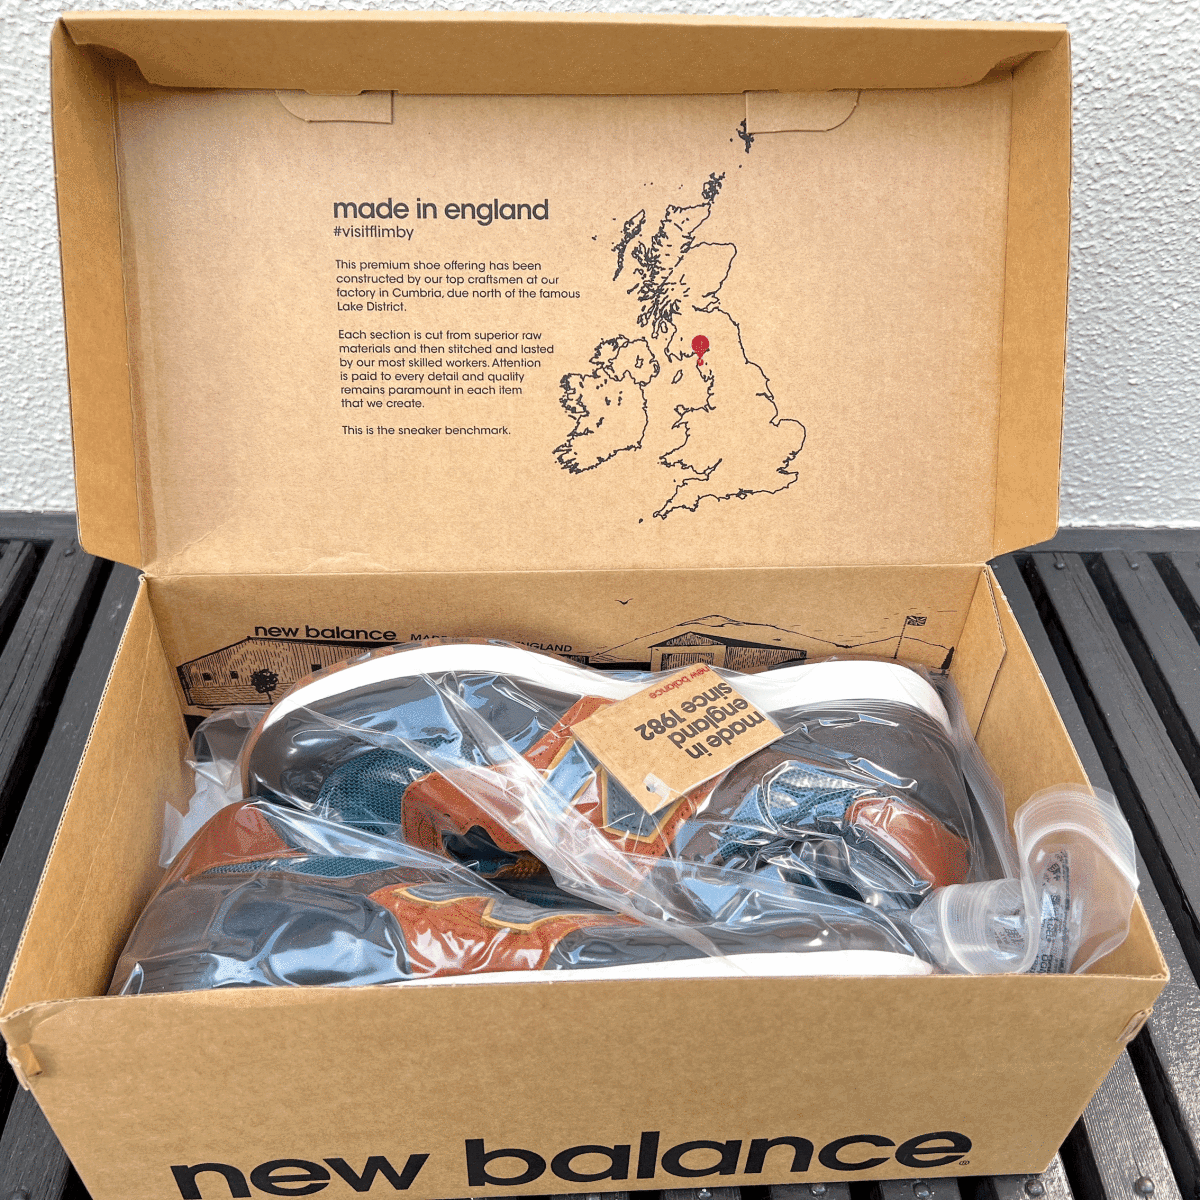 made in england
#visitflimby
This premium shoe offering has been
constructed by our top craftsmen at our
factory in Cumbria, due north of the famous
Lake District.
Each section is cut from superior raw
materials and then stitched and lasted
by our most skilled workers. Attention
is paid to every detail and quality
remains paramount in each item
that we create.
This is the sneaker benchmark.
new balance
NGLAND
new balance
made in
england
since 1982
new balance